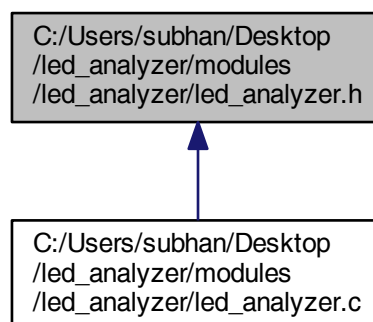 C:/Users/subhan/Desktop
/led_analyzer/modules
/led_analyzer/led_analyzer.h
C:/Users/subhan/Desktop
/led_analyzer/modules
/led_analyzer/led_analyzer.c